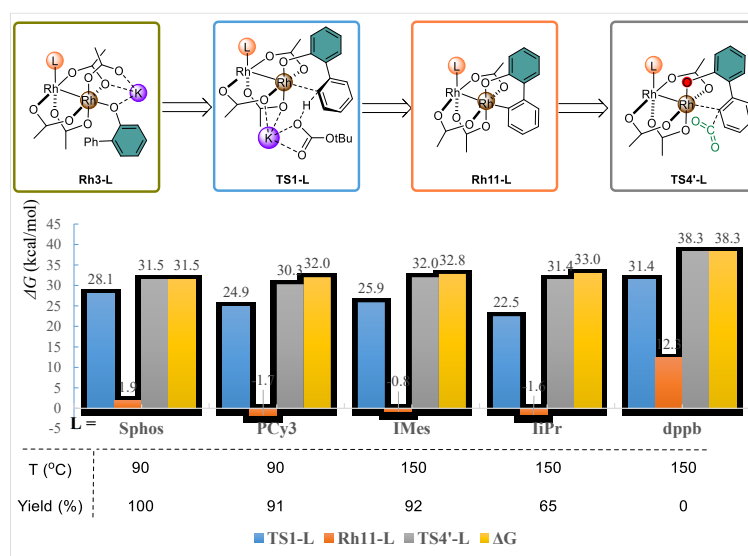 L
Rh
O
O
O
O
Rh
K
O
O
O
O
Ph
Rh3-L
L
Rh
O
O
O
O
Rh
O
O
O
H
K
O
O
OtBu
TS1-L
L
Rh
O
O
O
O
Rh
O
O
O
Rh11-L
L
Rh
O
O
O
O
Rh
O
O
C
O
O
TS4'-L
ΔG (kcal/mol)
45
40
35
30
25
20
15
10
5
0
-5
28.1
1.9
31.5
31.5
24.9
-1.7
30.3
32.0
25.9
-0.8
32.0
32.8
22.5
-1.6
31.4
33.0
31.4
12.3
38.3
38.3
L = Sphos PCy3 IMes IiPr dppb
T (°C) 90 90 150 150 150
Yield (%) 100 91 92 65 0
TS1-L Rh11-L TS4'-L ΔG